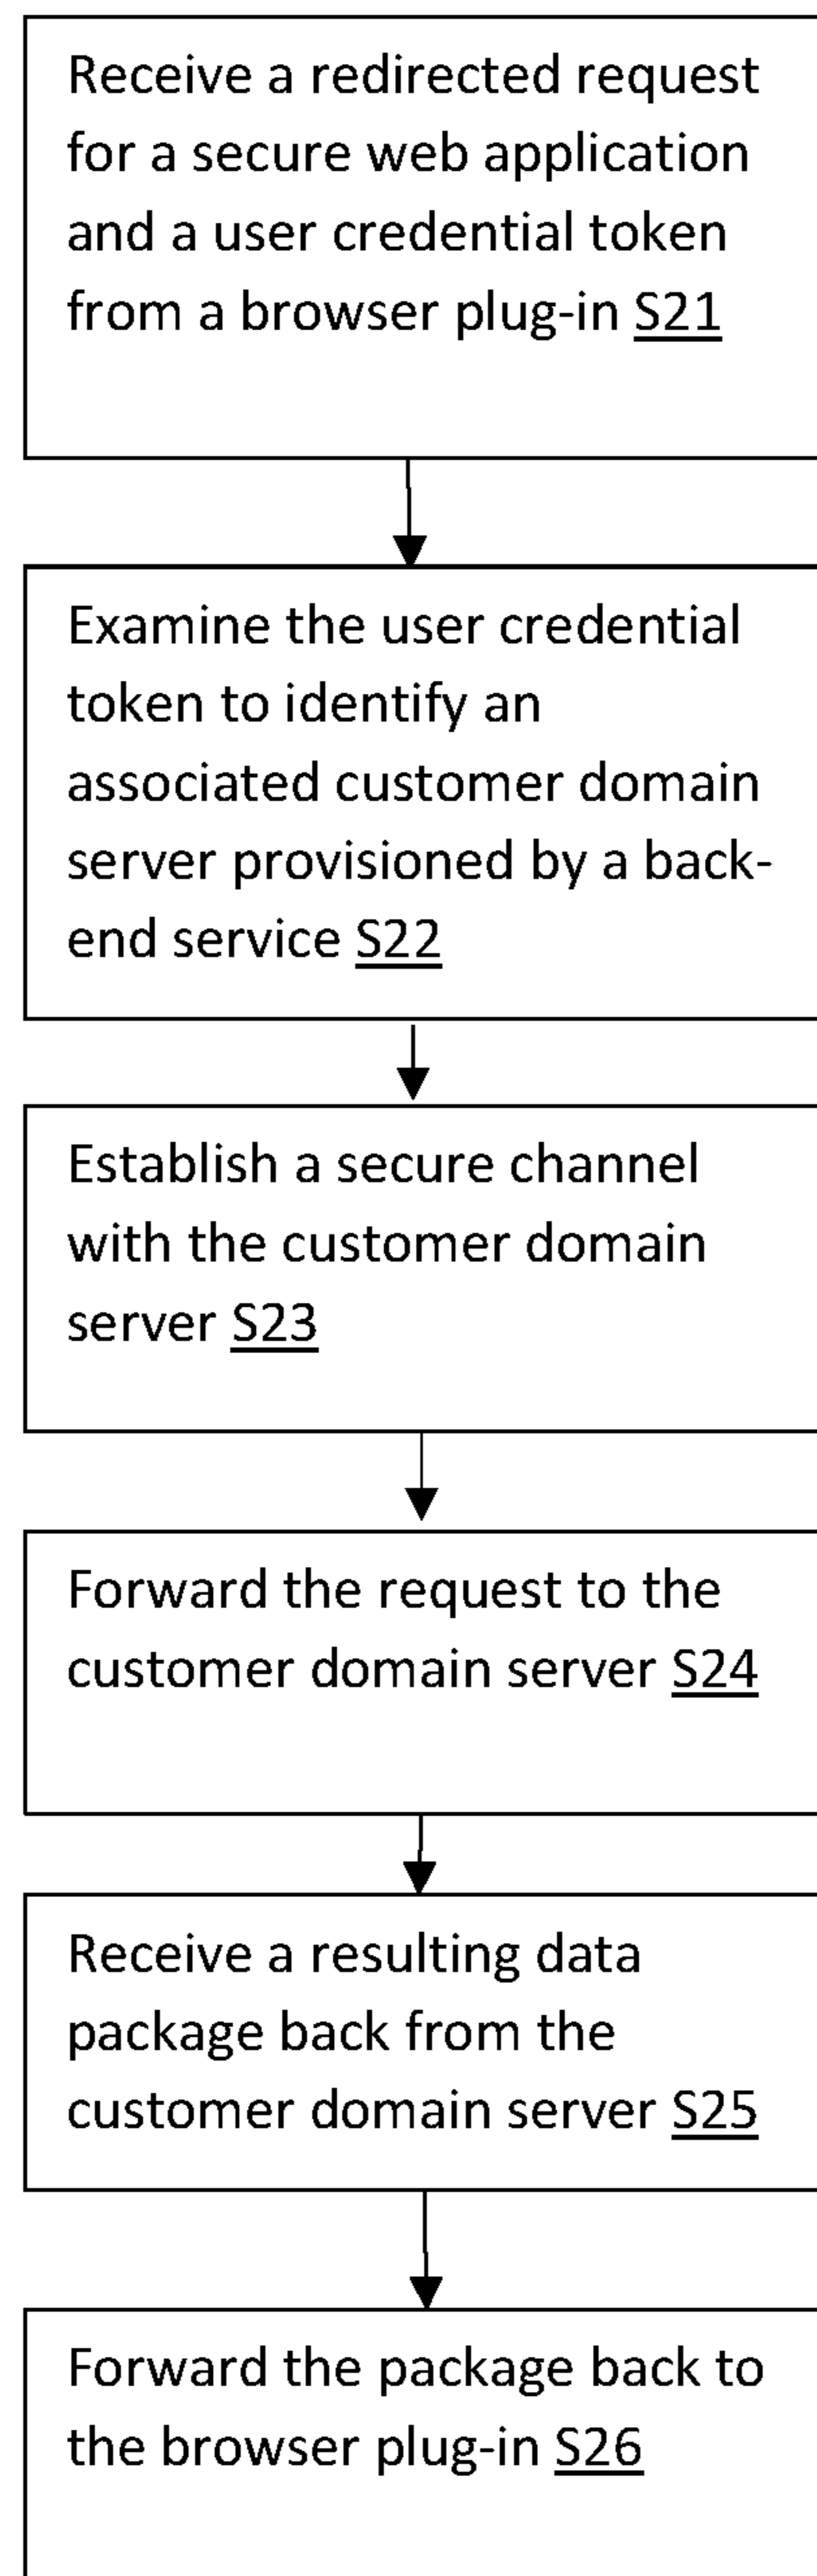 Receive a redirected request
for a secure web application
and a user credential token
from a browser plug-in S21
Examine the user credential
token to identify an
associated customer domain
server provisioned by a back-
end service S22
Establish a secure channel
with the customer domain
server S23
Forward the request to the
customer domain server S24
Receive a resulting data
package back from the
customer domain server S25
Forward the package back to
the browser plug-in S26